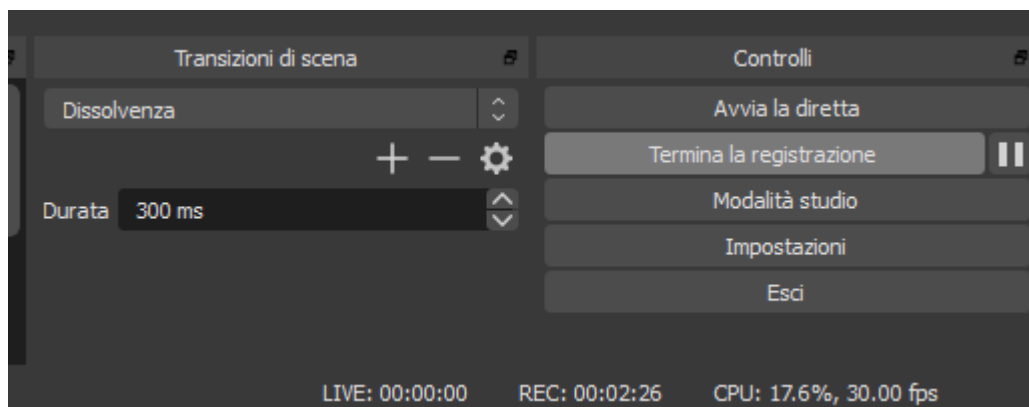 Transizioni di scena
Controlli
Dissolvenza
Durata 300 ms
Avvia la diretta
Termina la registrazione
Modalità studio
Impostazioni
Esci
LIVE: 00:00:00 REC: 00:02:26 CPU: 17.6%, 30.00 fps